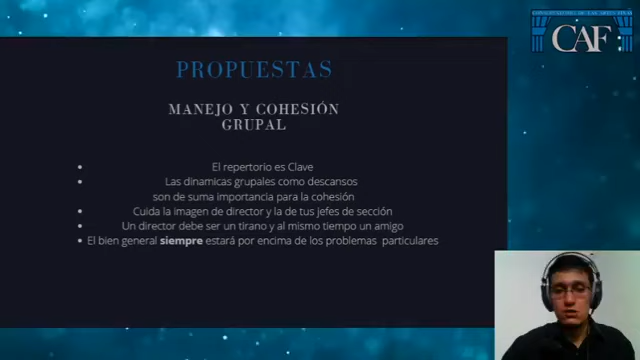 CAF
PROPUESTAS
MANEJO Y COHESIÓN
GRUPAL
El repertorio es Clave
Las dinamicas grupales como descansos
son de suma importancia para la cohesión
Cuida la imagen de director y la de tus jefes de sección
Un director debe ser un tirano y al mismo tiempo un amigo
El bien general siempre estará por encima de los problemas particulares